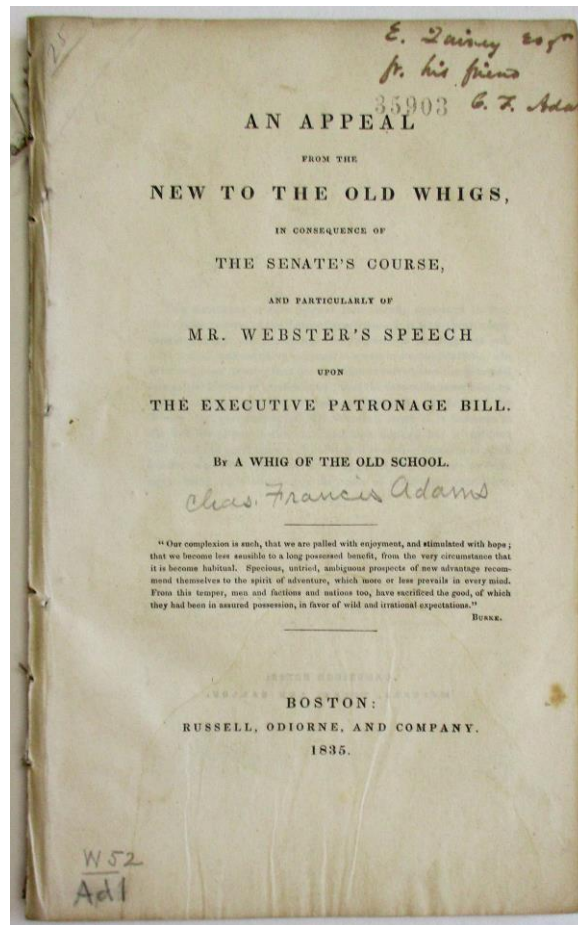 25
E. Esqr
fr. his friend
35903 C. F. Ada
AN APPEAL
FROM THE
NEW TO THE OLD WHIGS,
IN CONSEQUENCE OF
THE SENATE'S COURSE,
AND PARTICULARLY OF
MR. WEBSTER'S SPEECH
UPON
THE EXECUTIVE PATRONAGE BILL.
BY A WHIG OF THE OLD SCHOOL.
Chas. Francis Adams
"Our complexion is such, that we are palled with enjoyment, and stimulated with hope;
that we become less sensible to a long possessed benefit, from the very circumstance that
it is become habitual. Specious, untried, ambiguous prospects of new advantage recom-
mend themselves to the spirit of adventure, which more or less prevails in every mind.
From this temper, men and factions and nations too, have sacrificed the good, of which
they had been in assured possession, in favor of wild and irrational expectations."
BURKE.
BOSTON:
RUSSELL, ODIORNE, AND COMPANY.
1835.
W52
Ad1